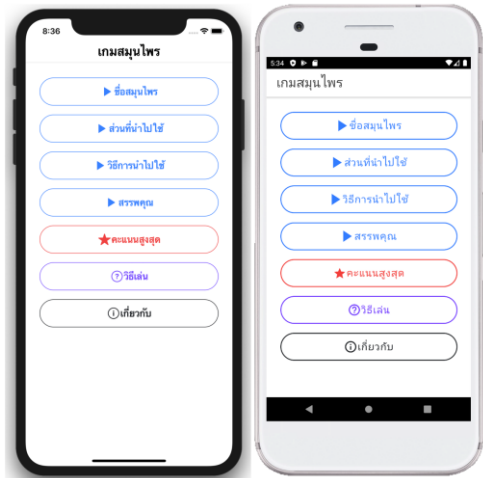 8:36
เกมสมุนไพร
ชื่อสมุนไพร
ส่วนที่นำไปใช้
วิธีการนำไปใช้
สรรพคุณ
คะแนนสูงสุด
วิธีเล่น
เกี่ยวกับ
5:34
เกมสมุนไพร
ชื่อสมุนไพร
ส่วนที่นำไปใช้
วิธีการนำไปใช้
สรรพคุณ
คะแนนสูงสุด
วิธีเล่น
เกี่ยวกับ